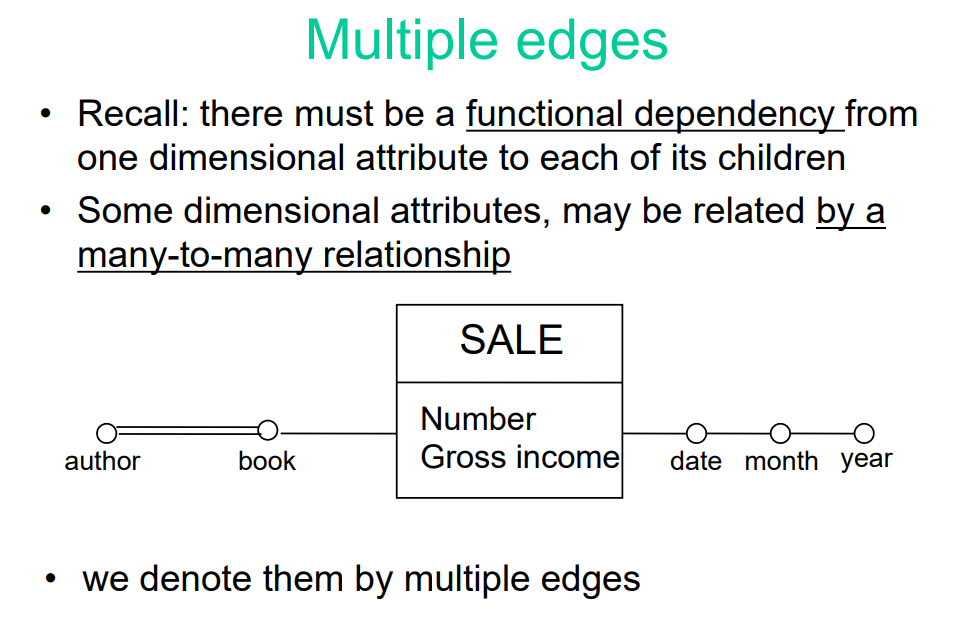 Multiple edges
• Recall: there must be a functional dependency from
one dimensional attribute to each of its children
• Some dimensional attributes, may be related by a
many-to-many relationship
SALE
Number
Gross income
author
book
date
month
year
• we denote them by multiple edges